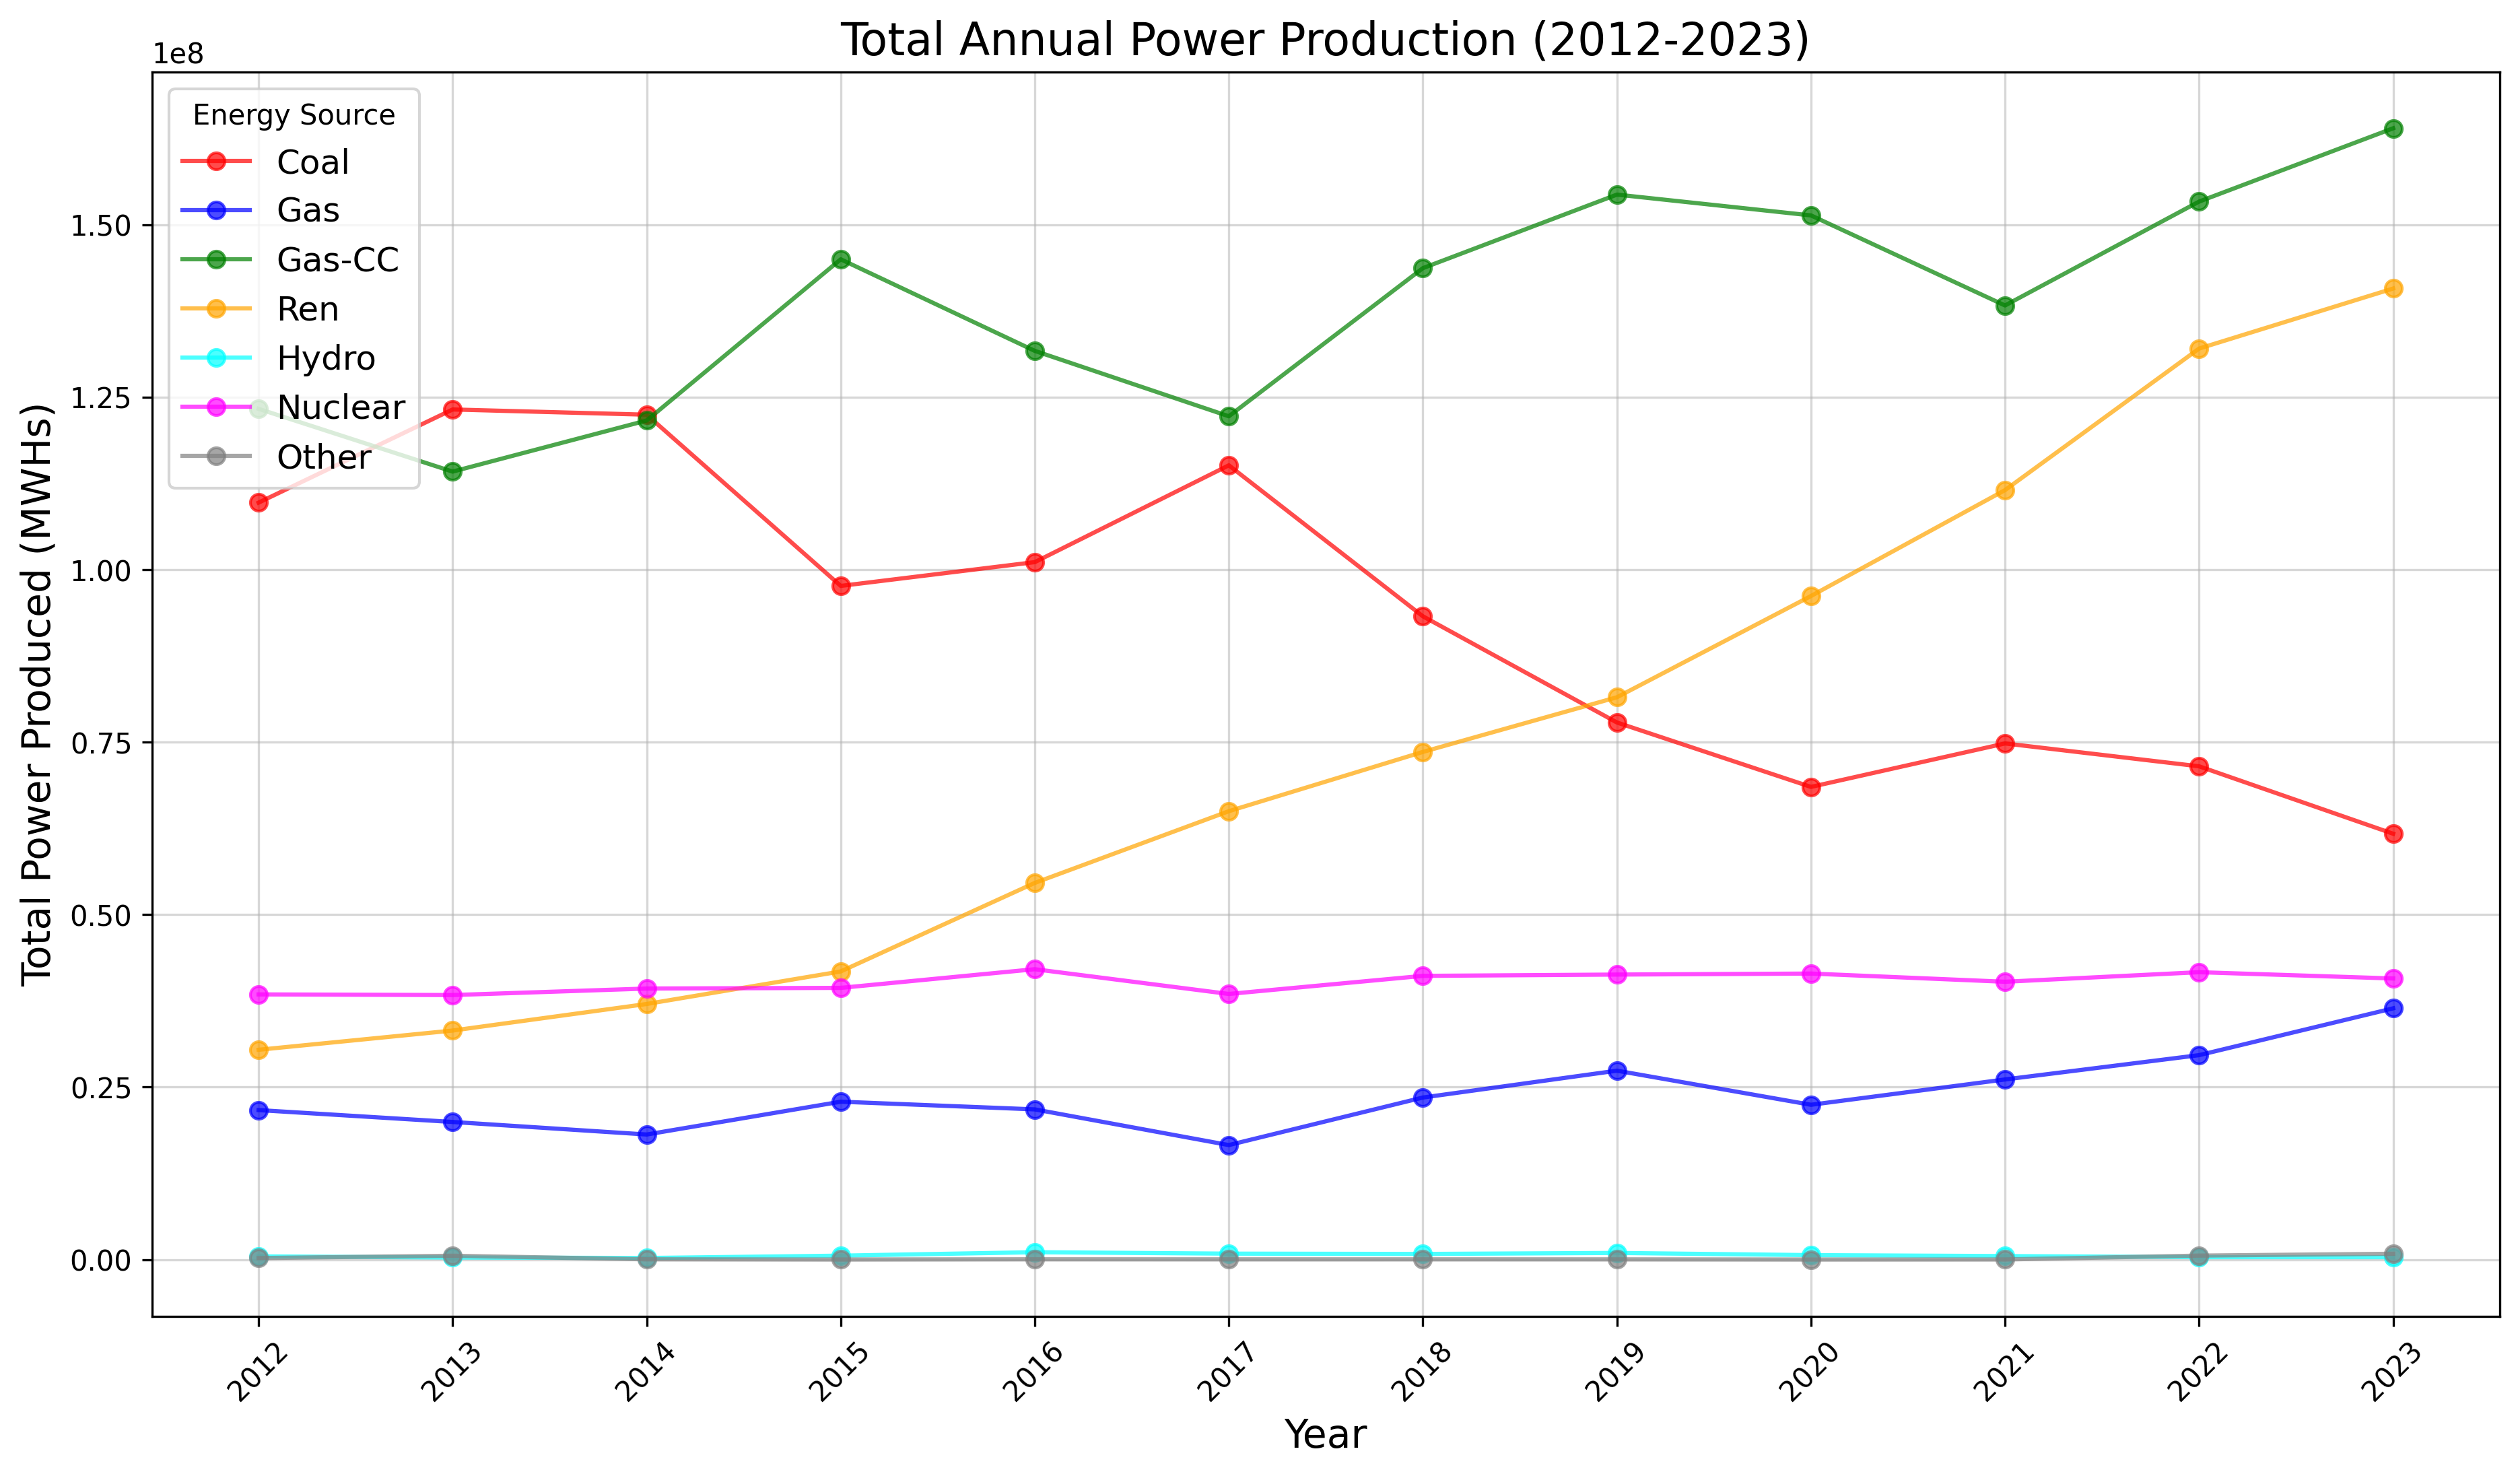 Total Annual Power Production (2012-2023)
1e8
Energy Source
Coal
Gas
Gas-CC
Ren
Hydro
Nuclear
Other
Total Power Produced (MWHs)
1.50
1.25
1.00
0.75
0.50
0.25
0.00
2012
2013
2014
2015
2016
2017
2018
2019
2020
2021
2022
2023
Year